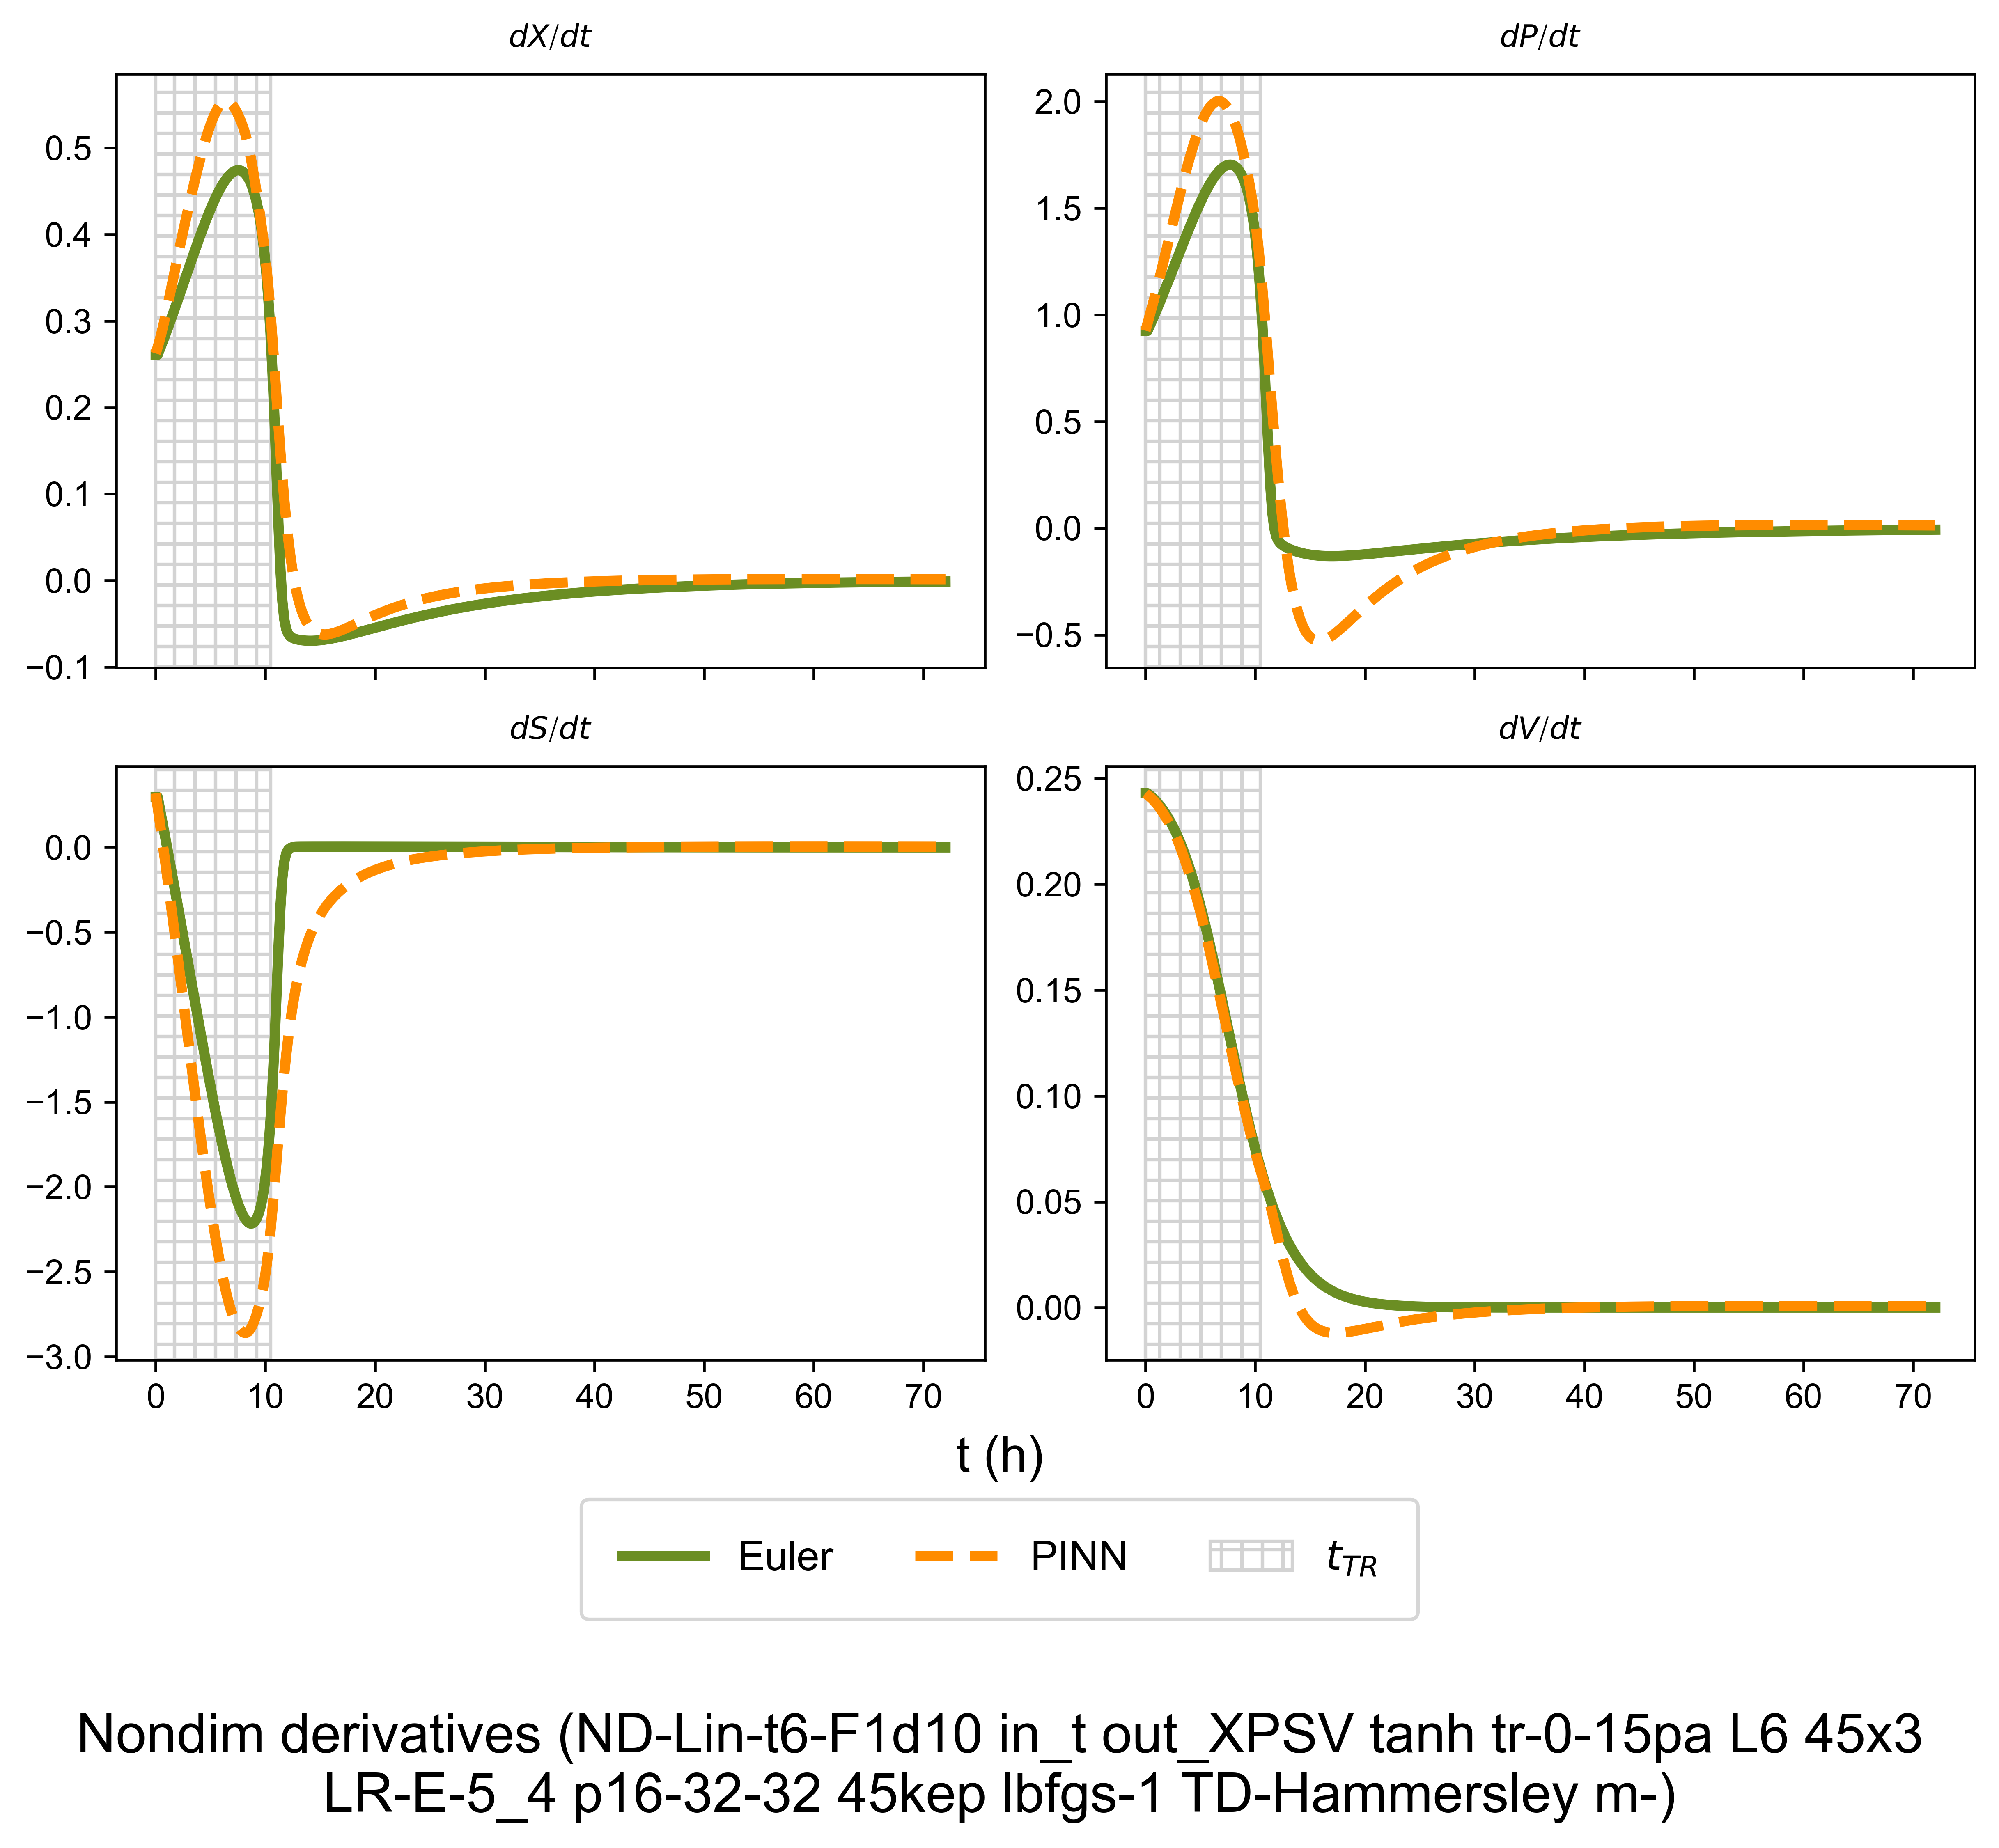 dX/dt
dP/dt
0.5
0.4
0.3
0.2
0.1
0.0
−0.1
2.0
1.5
1.0
0.5
0.0
−0.5
dS/dt
dV/dt
0.0
−0.5
−1.0
−1.5
−2.0
−2.5
−3.0
0 10 20 30 40 50 60 70
0.25
0.20
0.15
0.10
0.05
0.00
0 10 20 30 40 50 60 70
t (h)
Euler PINN t_TR
Nondim derivatives (ND-Lin-t6-F1d10 in_t out_XPSV tanh tr-0-15pa L6 45x3
LR-E-5_4 p16-32-32 45kep lbfgs-1 TD-Hammersley m-)